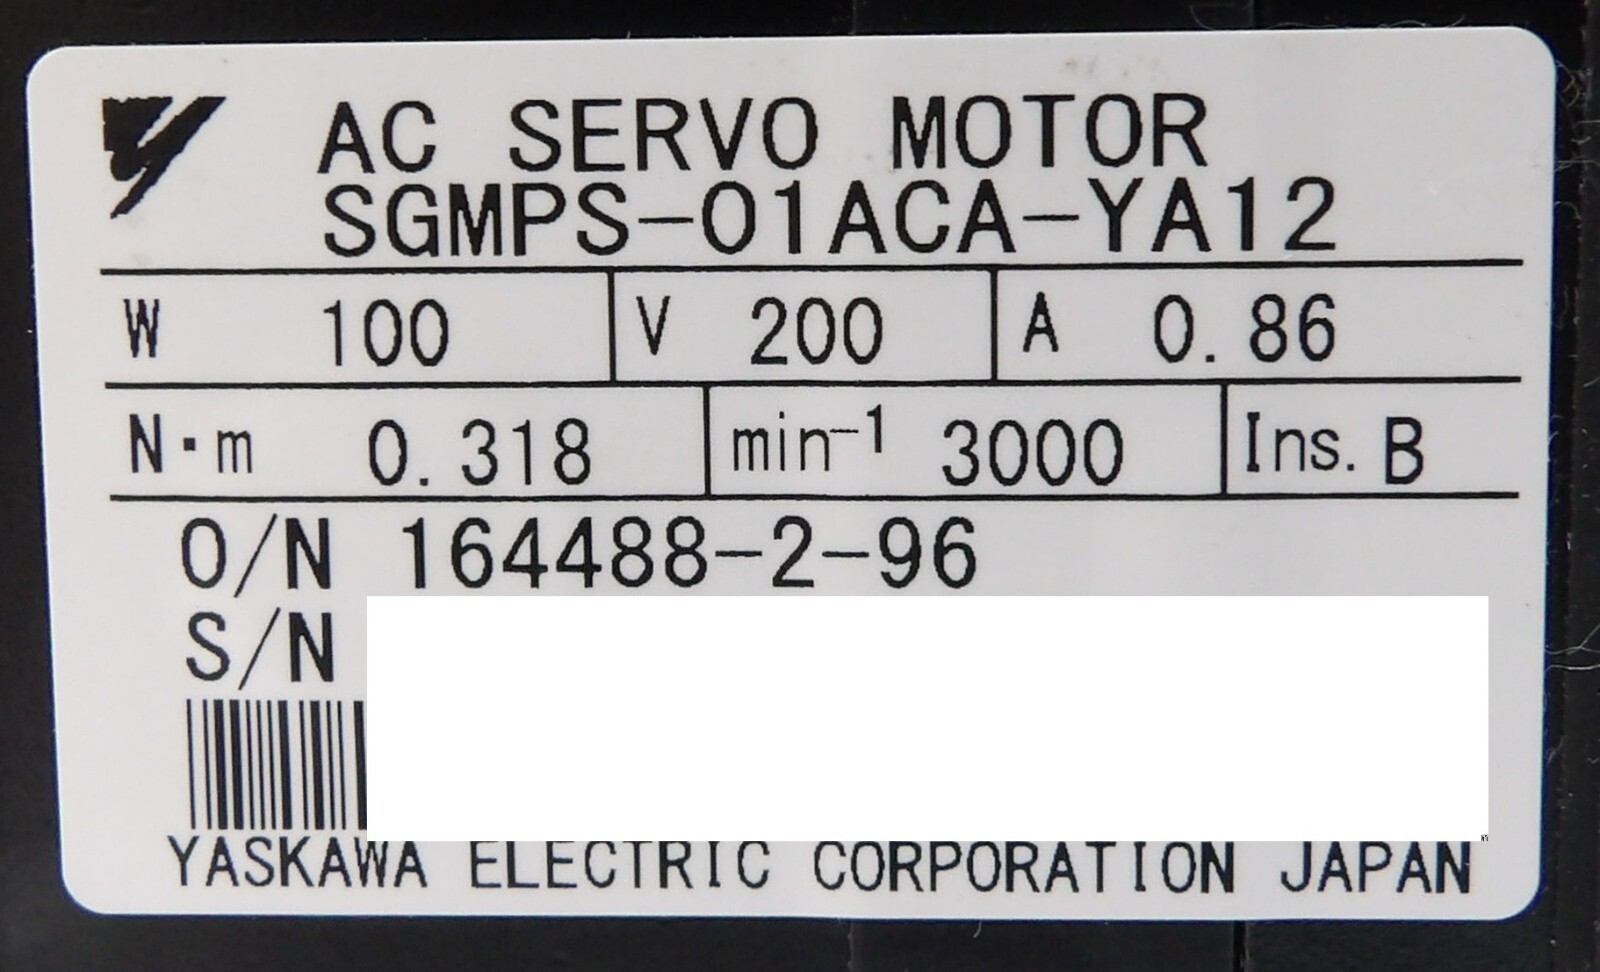 AC SERVO MOTOR
SGMPS-01ACA-YA12
W 100 V 200 A 0.86
N·m 0.318 min⁻¹ 3000 Ins. B
O/N 164488-2-96
S/N
YASKAWA ELECTRIC CORPORATION JAPAN